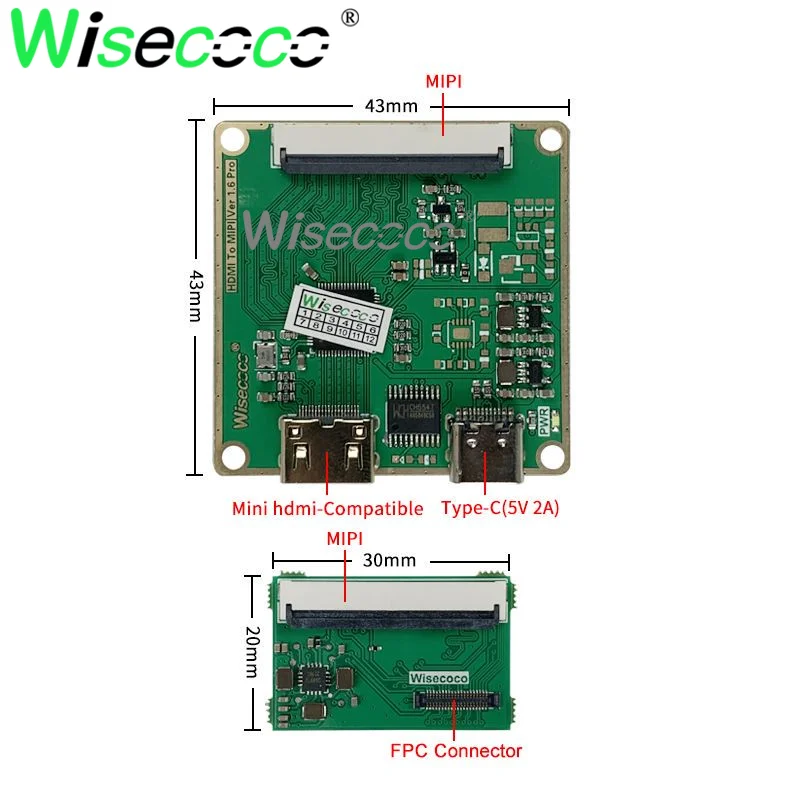 Wisecoco®
MIPI
43mm
43mm
HDMI To MIPI|Ver 1.6 Pro
Wisecoco®
Wisecoco
1 2 3 4 5 6
7 8 9 10 11 12
Wisecoco®
CH554T
PWR
Mini hdmi-Compatible
Type-C(5V 2A)
MIPI
30mm
20mm
Wisecoco
FPC Connector